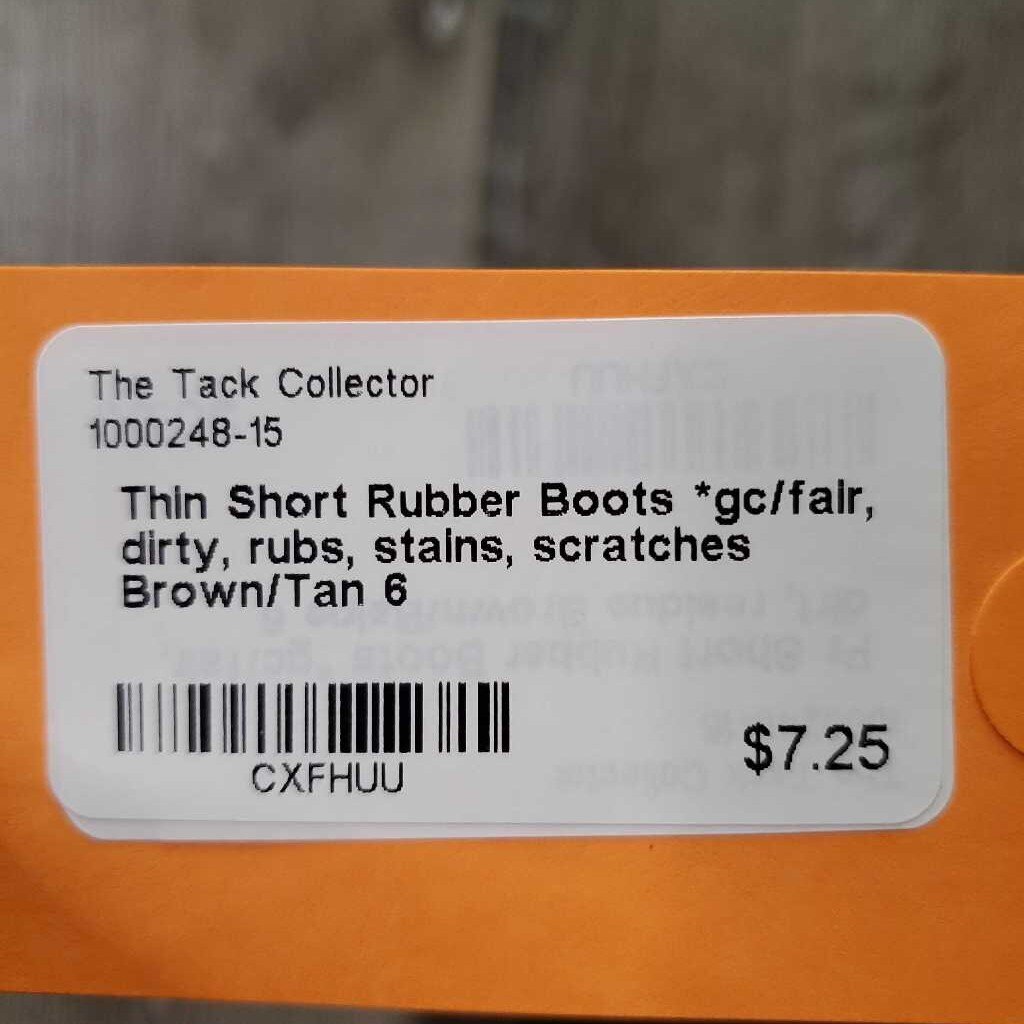 The Tack Collector
1000248-15
Thin Short Rubber Boots *gc/fair,
dirty, rubs, stains, scratches
Brown/Tan 6
CXFHUU
$7.25